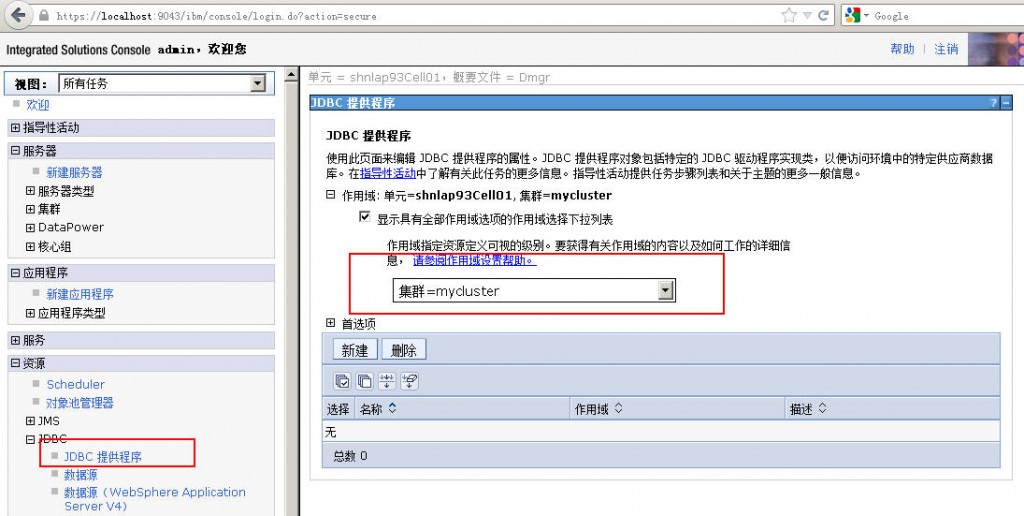 https://localhost:9043/ibm/console/login.do?action=secure
Google
Integrated Solutions Console admin，欢迎您
帮助 | 注销
视图： 所有任务
欢迎
指导性活动
服务器
新建服务器
服务器类型
集群
DataPower
核心组
应用程序
新建应用程序
应用程序类型
服务
资源
Scheduler
对象池管理器
JMS
JDBC
JDBC 提供程序
数据源
数据源（WebSphere Application
Server V4）
单元 = shnlap93Cell01，概要文件 = Dmgr
JDBC 提供程序
? -
JDBC 提供程序
使用此页面来编辑 JDBC 提供程序的属性。JDBC 提供程序对象包括特定的 JDBC 驱动程序实现类，以便访问环境中的特定供应商数据
库。在指导性活动中了解有关此任务的更多信息。指导性活动提供任务步骤列表和关于主题的更多一般信息。
作用域: 单元=shnlap93Cell01, 集群=mycluster
显示具有全部作用域选项的作用域选择下拉列表
作用域指定资源定义可视的级别。要获得有关作用域的内容以及如何工作的详细信
息， 请参阅作用域设置帮助。
集群=mycluster
首选项
新建 删除
选择 名称 作用域 描述
无
总数 0